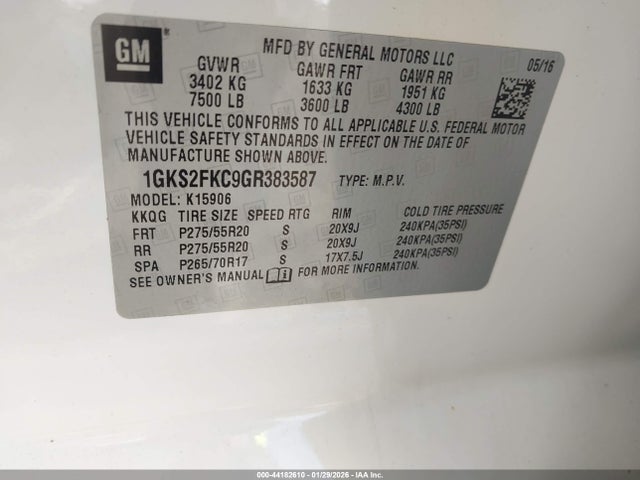 GM
MFD BY GENERAL MOTORS LLC 05/16
GVWR GAWR FRT GAWR RR
3402 KG 1633 KG 1951 KG
7500 LB 3600 LB 4300 LB
THIS VEHICLE CONFORMS TO ALL APPLICABLE U.S. FEDERAL MOTOR
VEHICLE SAFETY STANDARDS IN EFFECT ON THE DATE OF
MANUFACTURE SHOWN ABOVE.
1GKS2FKC9GR383587 TYPE: M.P.V.
MODEL: K15906
KKQG TIRE SIZE SPEED RTG RIM COLD TIRE PRESSURE
FRT P275/55R20 S 20X9J 240KPA(35PSI)
RR P275/55R20 S 20X9J 240KPA(35PSI)
SPA P265/70R17 S 17X7.5J 240KPA(35PSI)
SEE OWNER'S MANUAL FOR MORE INFORMATION.
000-44182610 - 01/29/2026 - Copyright IAA, Inc.